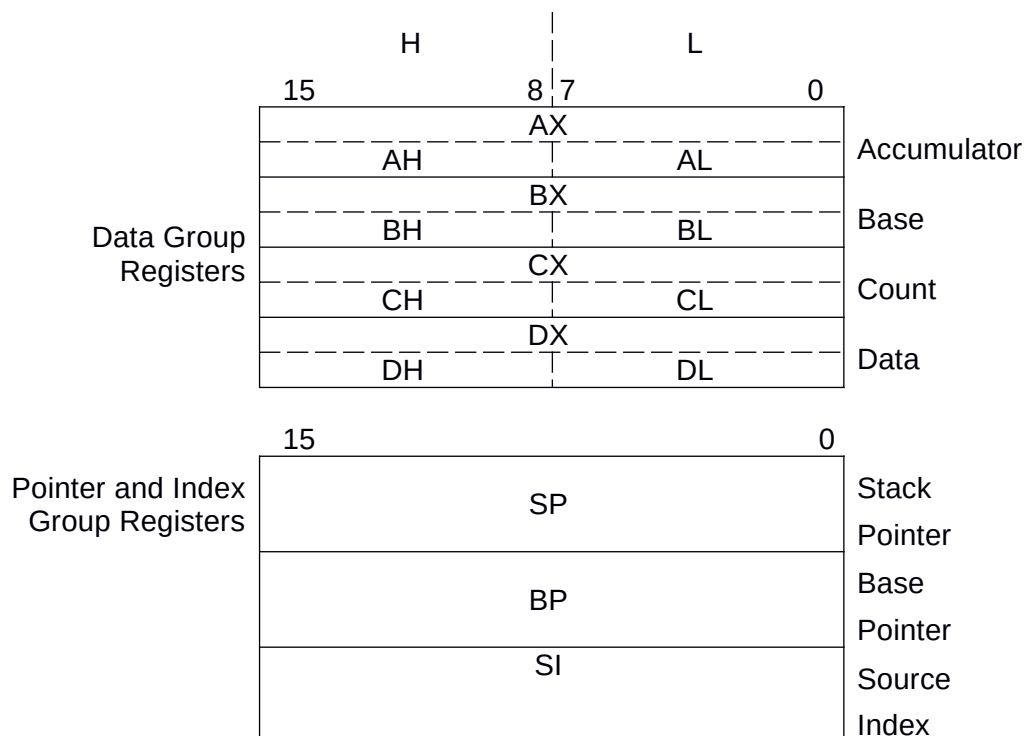 H L
15 8 7 0
AX
AH AL
Accumulator
BX
BH BL
Base
Data Group
Registers
CX
CH CL
Count
DX
DH DL
Data
15 0
Pointer and Index
Group Registers
SP
Stack
Pointer
BP
Base
Pointer
SI
Source
Index